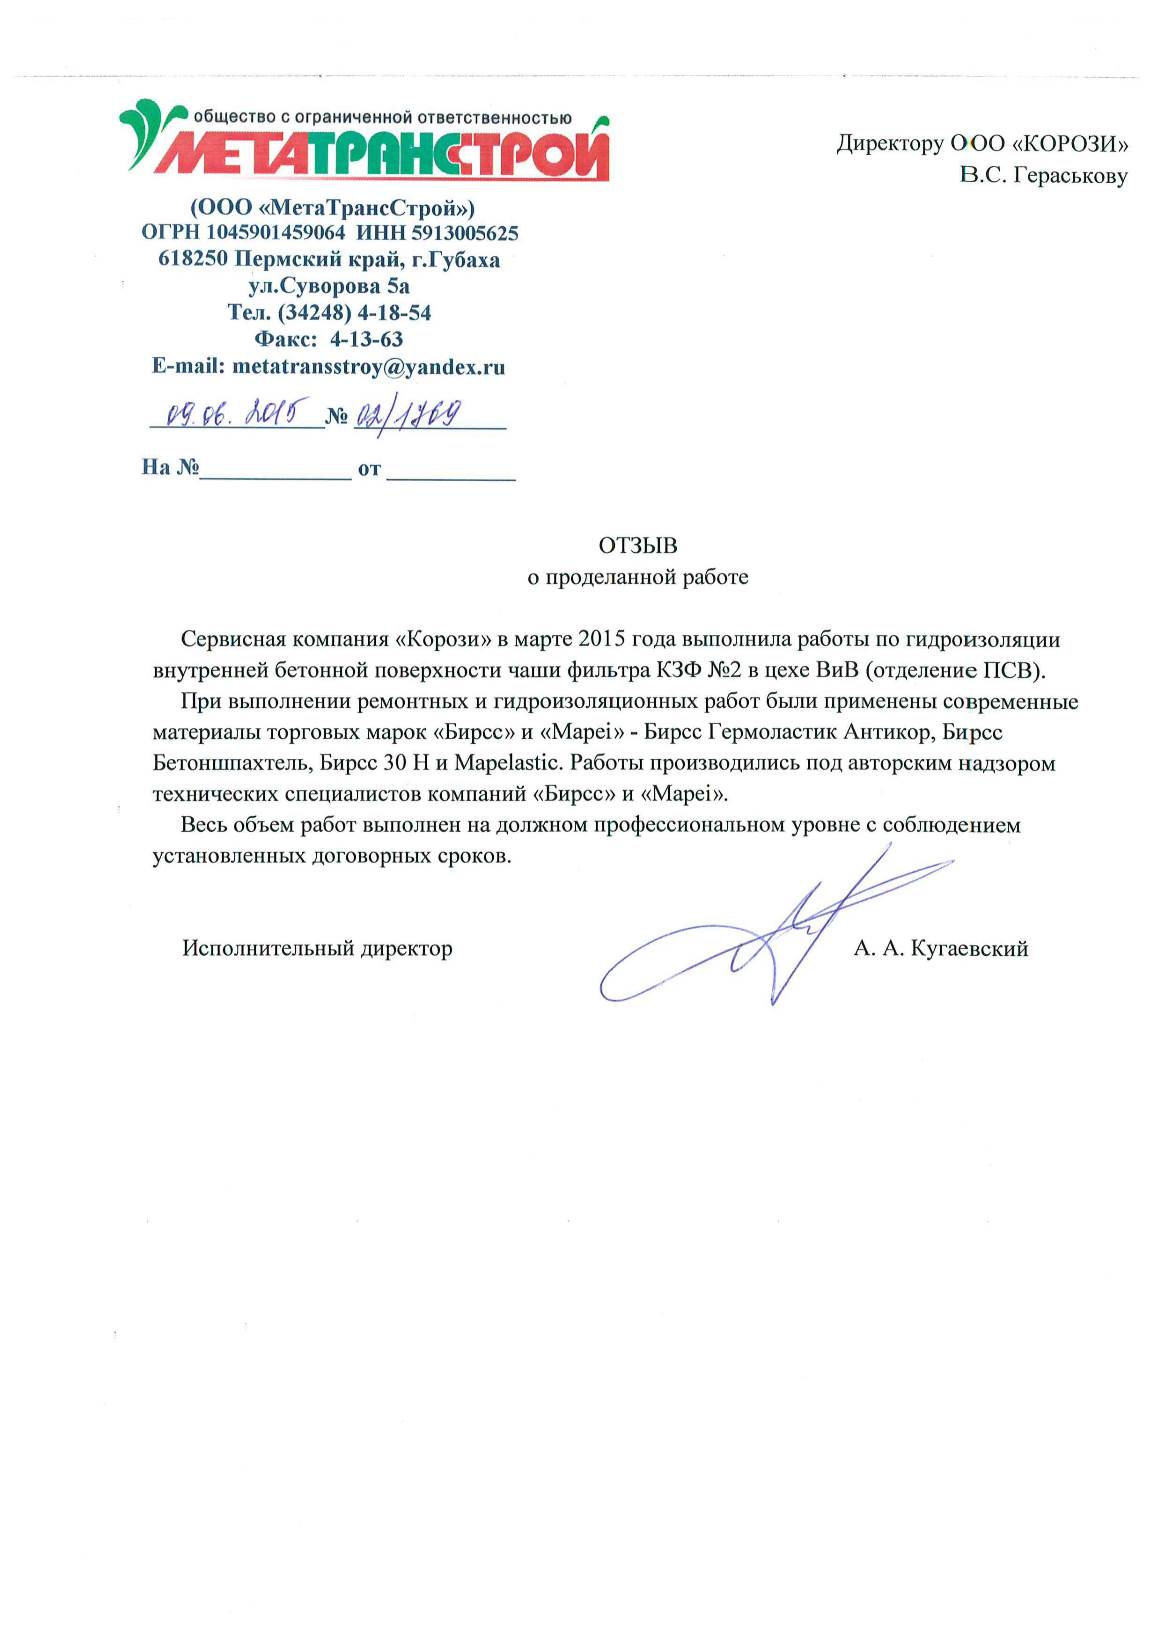 общество с ограниченной ответственностью
МЕТАТРАНССТРОЙ
Директору ООО «КОРОЗИ»
В.С. Гераськову
(ООО «МетаТрансСтрой»)
ОГРН 1045901459064 ИНН 5913005625
618250 Пермский край, г.Губаха
ул.Суворова 5а
Тел. (34248) 4-18-54
Факс: 4-13-63
E-mail: metatransstroy@yandex.ru
09.06. 2015 № 02/1769
На №____________ от __________
ОТЗЫВ
о проделанной работе
Сервисная компания «Корози» в марте 2015 года выполнила работы по гидроизоляции
внутренней бетонной поверхности чаши фильтра КЗФ №2 в цехе ВиВ (отделение ПСВ).
При выполнении ремонтных и гидроизоляционных работ были применены современные
материалы торговых марок «Бирсс» и «Mapei» - Бирсс Гермоластик Антикор, Бирсс
Бетоншпахтель, Бирсс 30 Н и Mapelastic. Работы производились под авторским надзором
технических специалистов компаний «Бирсс» и «Mapei».
Весь объем работ выполнен на должном профессиональном уровне с соблюдением
установленных договорных сроков.
Исполнительный директор А. А. Кугаевский